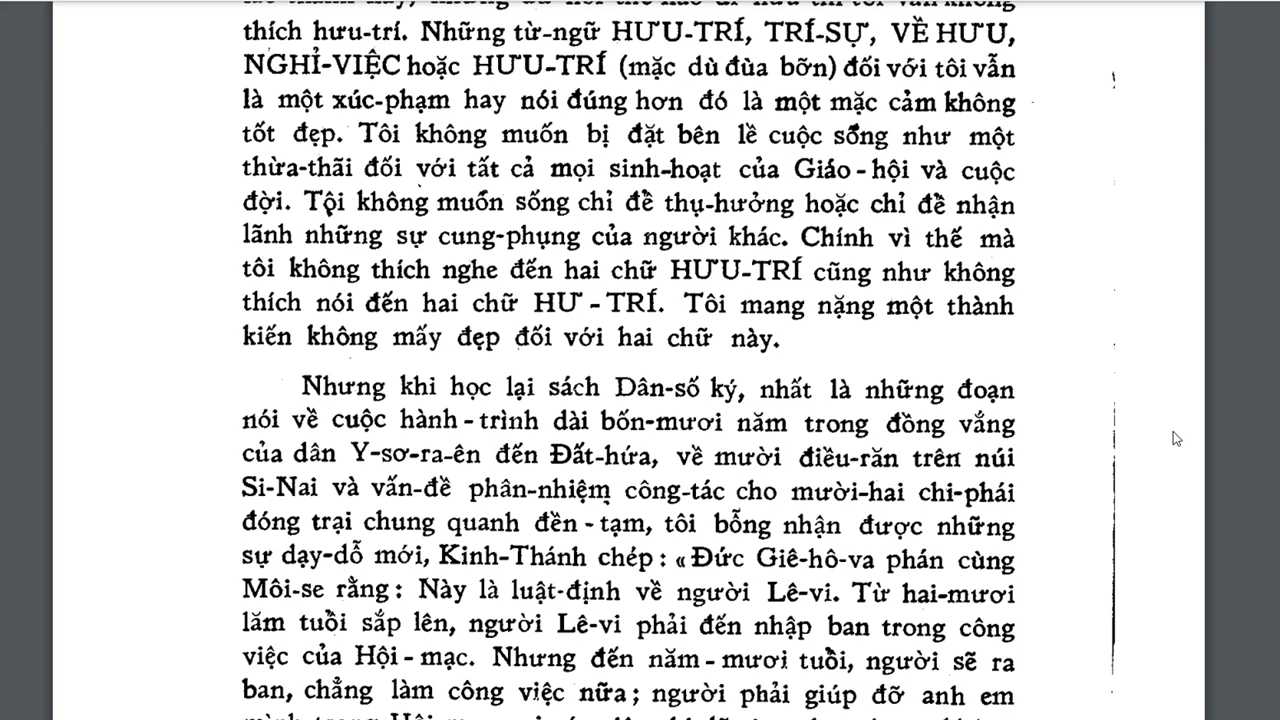 thích hưu-trí. Những từ-ngữ HƯU-TRÍ, TRÍ-SỰ, VỀ HƯU,
NGHỈ-VIỆC hoặc HƯU-TRÍ (mặc dù đùa bỡn) đối với tôi vẫn
là một xúc-phạm hay nói đúng hơn đó là một mặc cảm không
tốt đẹp. Tôi không muốn bị đặt bên lề cuộc sống như một
thừa-thãi đối với tất cả mọi sinh-hoạt của Giáo-hội và cuộc
đời. Tội không muốn sống chỉ để thụ-hưởng hoặc chỉ để nhận
lãnh những sự cung-phụng của người khác. Chính vì thế mà
tôi không thích nghe đến hai chữ HƯU-TRÍ cũng như không
thích nói đến hai chữ HƯ - TRÍ. Tôi mang nặng một thành
kiến không mấy đẹp đối với hai chữ này.
Nhưng khi học lại sách Dân-số ký, nhất là những đoạn
nói về cuộc hành-trình dài bốn-mươi năm trong đồng vắng
của dân Y-sơ-ra-ên đến Đất-hứa, về mười điều-răn trên núi
Si-Nai và vấn-đề phân-nhiệm công-tác cho mười-hai chi-phái
đóng trại chung quanh đền-tạm, tôi bỗng nhận được những
sự dạy-dỗ mới, Kinh-Thánh chép : « Đức Giê-hô-va phán cùng
Môi-se rằng : Này là luật-định về người Lê-vi. Từ hai-mươi
lăm tuổi sắp lên, người Lê-vi phải đến nhập ban trong công
việc của Hội-mạc. Nhưng đến năm-mươi tuổi, người sẽ ra
ban, chẳng làm công việc nữa ; người phải giúp đỡ anh em